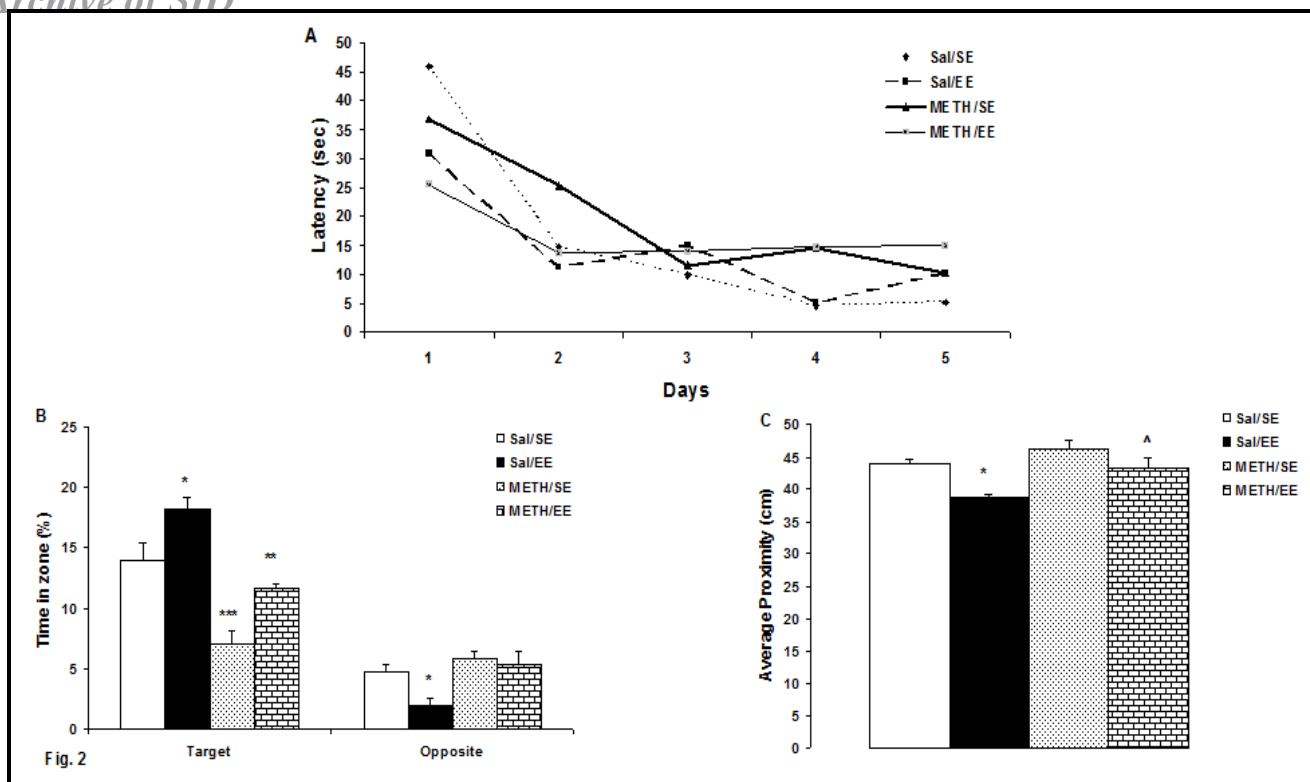 Archive of SID
A
50
45
40
35
30
25
20
15
10
5
0
Latency (sec)
1 2 3 4 5
Days
Sal/SE
Sal/EE
METH/SE
METH/EE
B
25
20
15
10
5
0
Time in zone (%)
*
***
**
*
Target Opposite
Sal/SE
Sal/EE
METH/SE
METH/EE
Fig. 2
C
50
45
40
35
30
25
20
15
10
5
0
Average Proximity (cm)
*
^
Sal/SE
Sal/EE
METH/SE
METH/EE